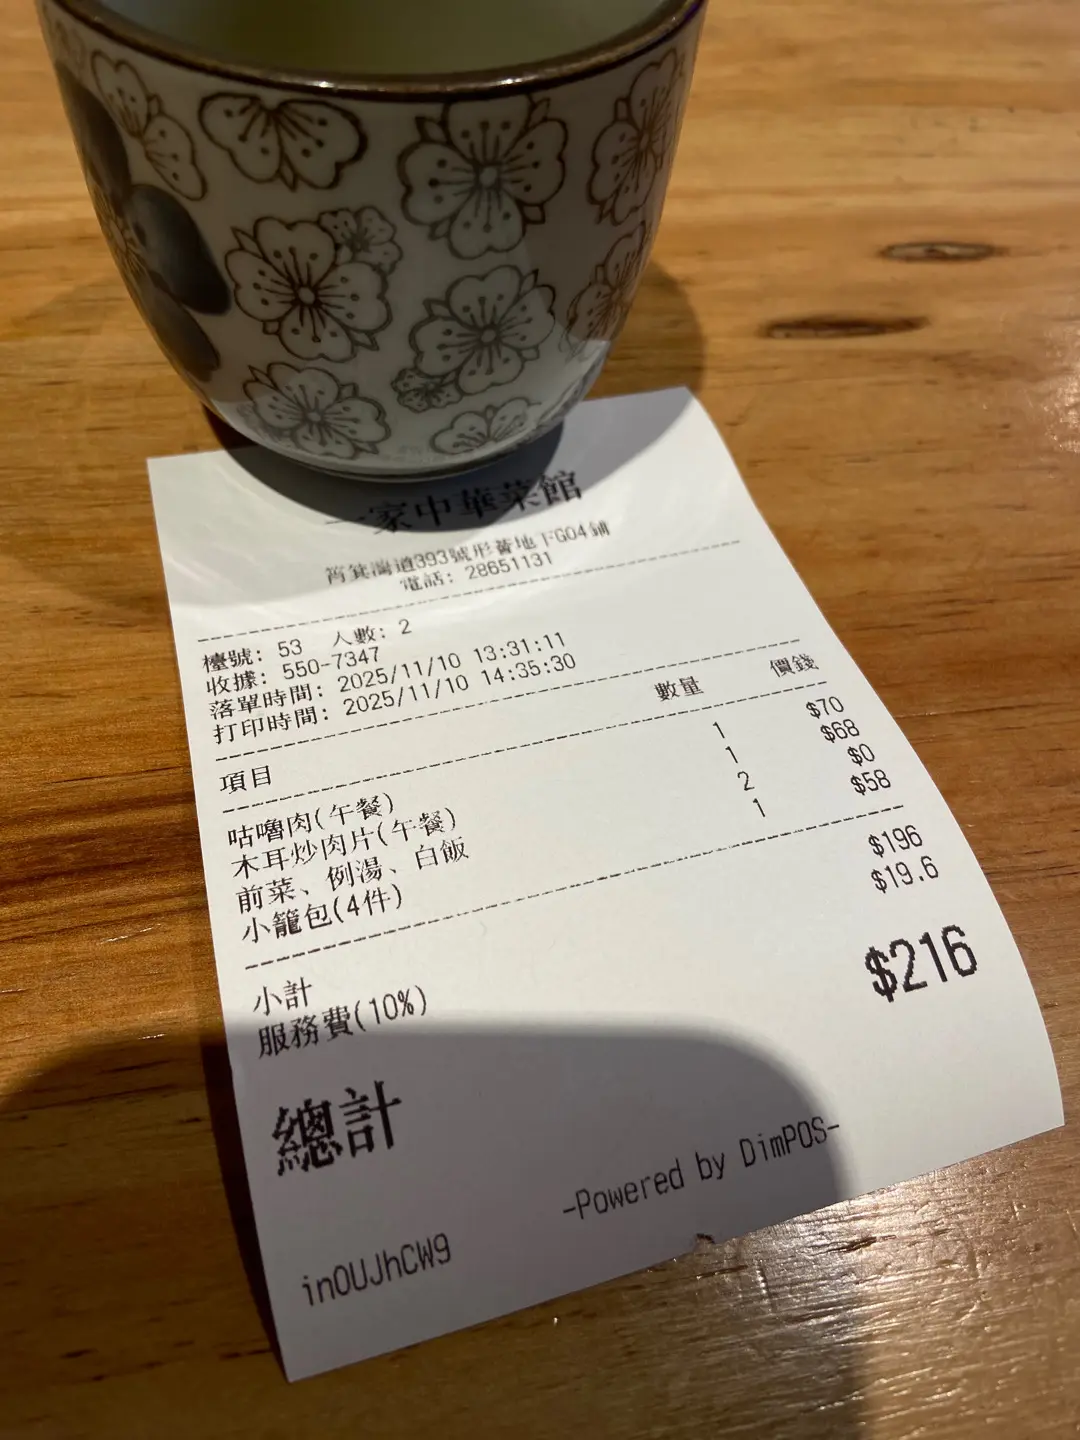 一家中華菜館
筲箕灣道393號形薈地下G04舖
電話: 28651131
檯號: 53 人數: 2
收據: 550-7347
落單時間: 2025/11/10 13:31:11
打印時間: 2025/11/10 14:35:30
項目 數量 價錢
咕嚕肉(午餐) 1 $70
木耳炒肉片(午餐) 1 $68
前菜、例湯、白飯 2 $0
小籠包(4件) 1 $58
小計 $196
服務費(10%) $19.6
總計 $216
-Powered by DimPOS-
inOUJhCW9